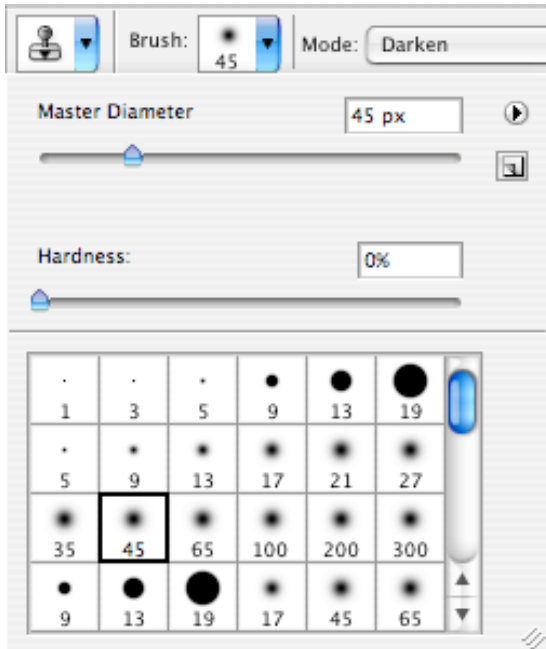 Brush: 45 Mode: Darken
Master Diameter 45 px
Hardness: 0%
1 3 5 9 13 19
5 9 13 17 21 27
35 45 65 100 200 300
9 13 19 17 45 65